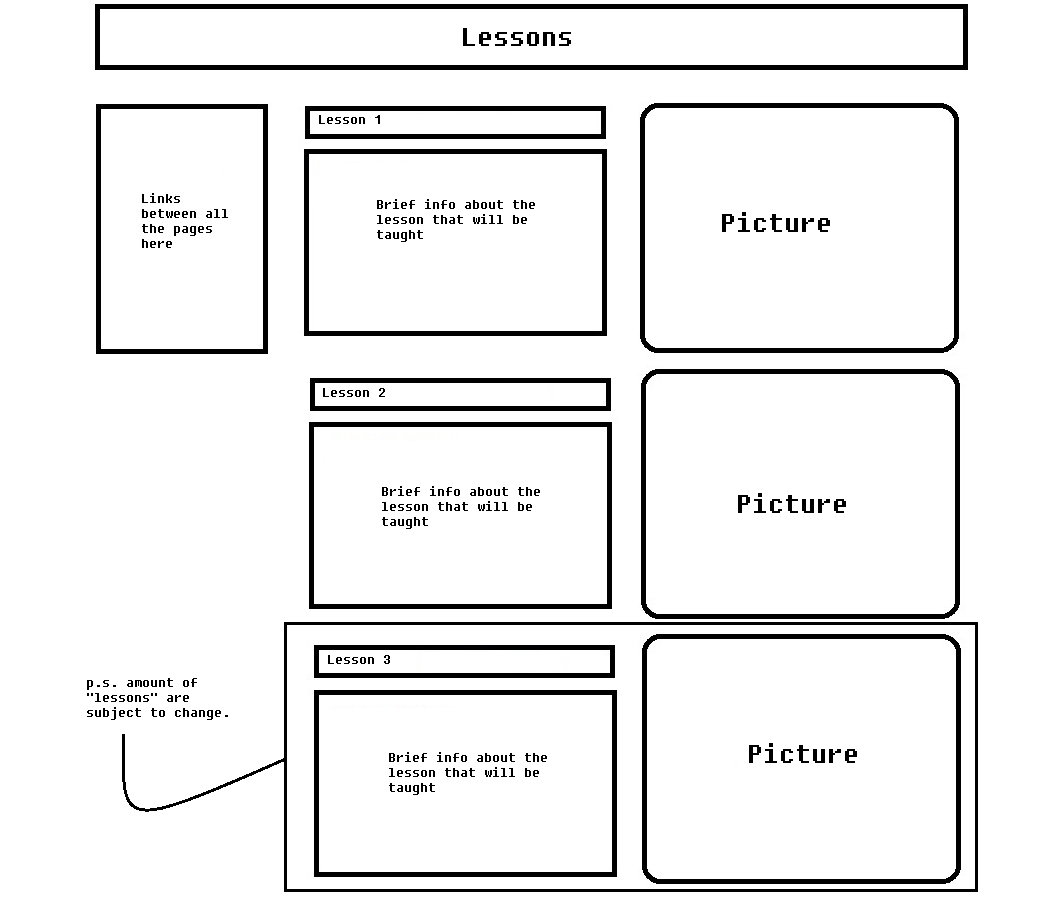 Lessons
Links
between all
the pages
here
Lesson 1
Brief info about the
lesson that will be
taught
Picture
Lesson 2
Brief info about the
lesson that will be
taught
Picture
p.s. amount of
"lessons" are
subject to change.
Lesson 3
Brief info about the
lesson that will be
taught
Picture